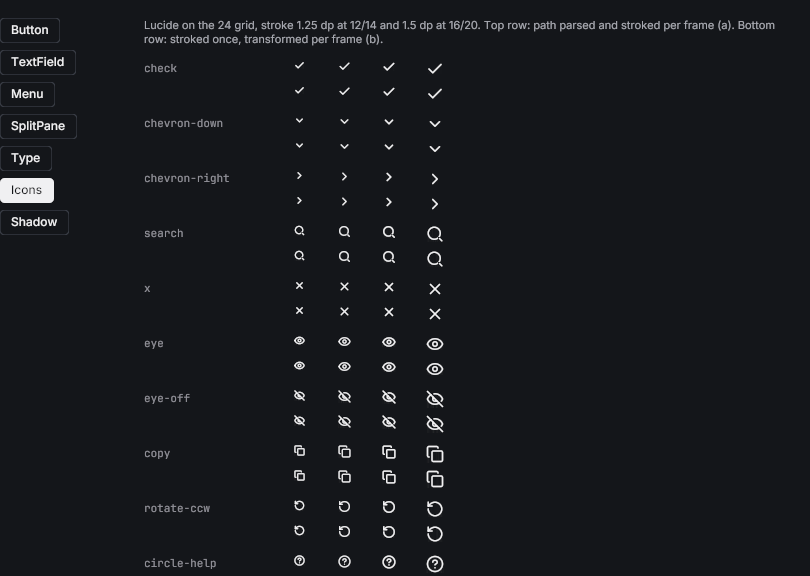 Button
TextField
Menu
SplitPane
Type
Icons
Shadow
Lucide on the 24 grid, stroke 1.25 dp at 12/14 and 1.5 dp at 16/20. Top row: path parsed and stroked per frame (a). Bottom
row: stroked once, transformed per frame (b).
check
chevron-down
chevron-right
search
x
eye
eye-off
copy
rotate-ccw
circle-help